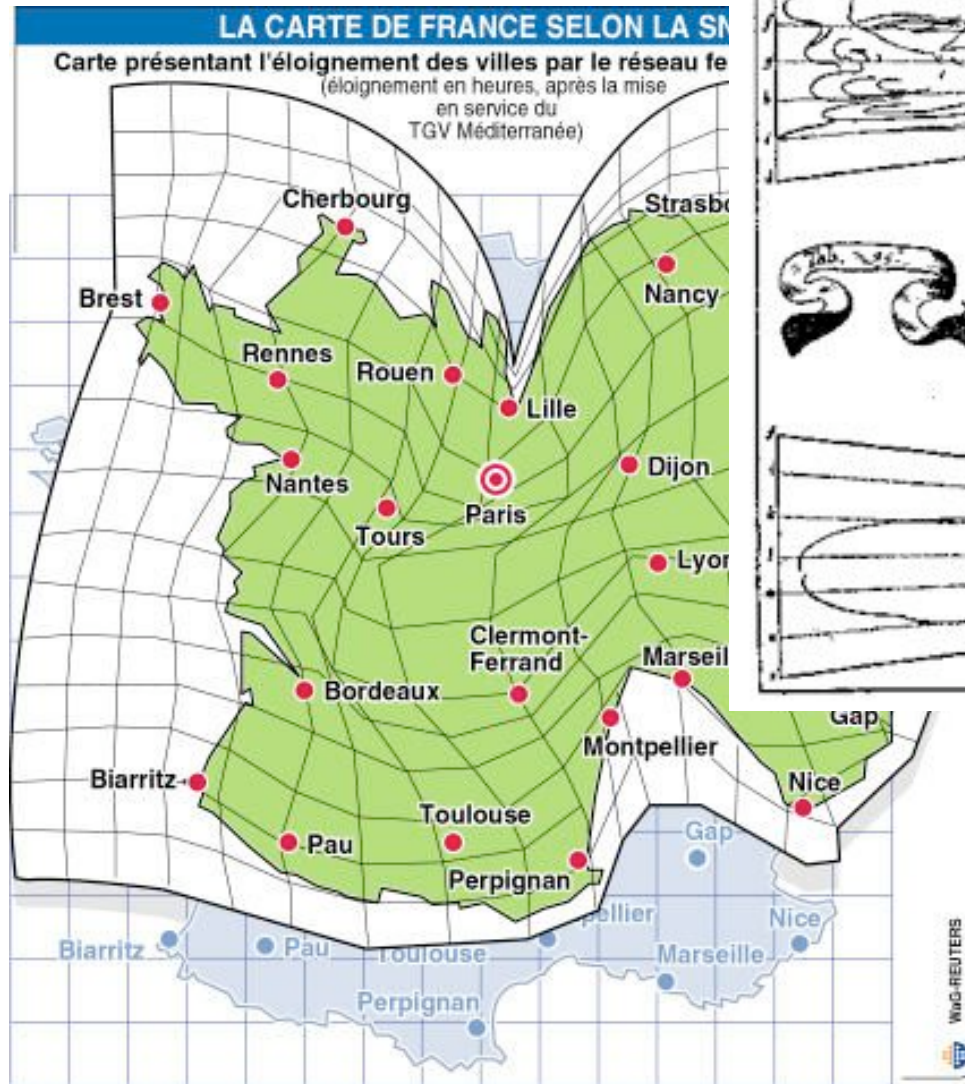 LA CARTE DE FRANCE SELON LA SN
Carte présentant l'éloignement des villes par le réseau fe
(éloignement en heures, après la mise
en service du
TGV Méditerranée)
Cherbourg
Strasbo
Brest
Nancy
Rennes
Rouen
Lille
Nantes
Dijon
Paris
Tours
Lyor
Clermont-
Ferrand
Marseil
Bordeaux
Gap
Montpellier
Biarritz
Nice
Toulouse
Pau
Gap
Perpignan
pellier
Nice
Biarritz
Pau
Toulouse
Marseille
Perpignan
WaG-REUTERS